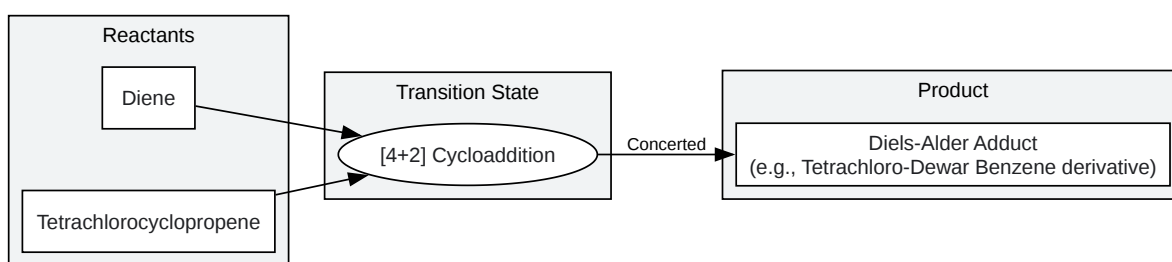 Reactants
Diene
Tetrachlorocyclopropene
Transition State
[4+2] Cycloaddition
Concerted
Product
Diels-Alder Adduct
(e.g., Tetrachloro-Dewar Benzene derivative)